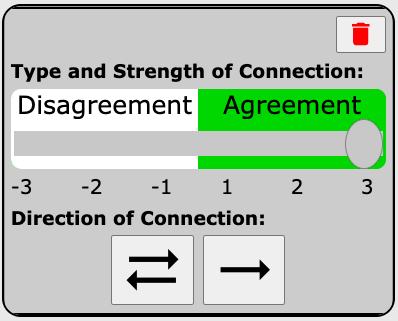 Type and Strength of Connection:
Disagreement Agreement
-3 -2 -1 1 2 3
Direction of Connection: